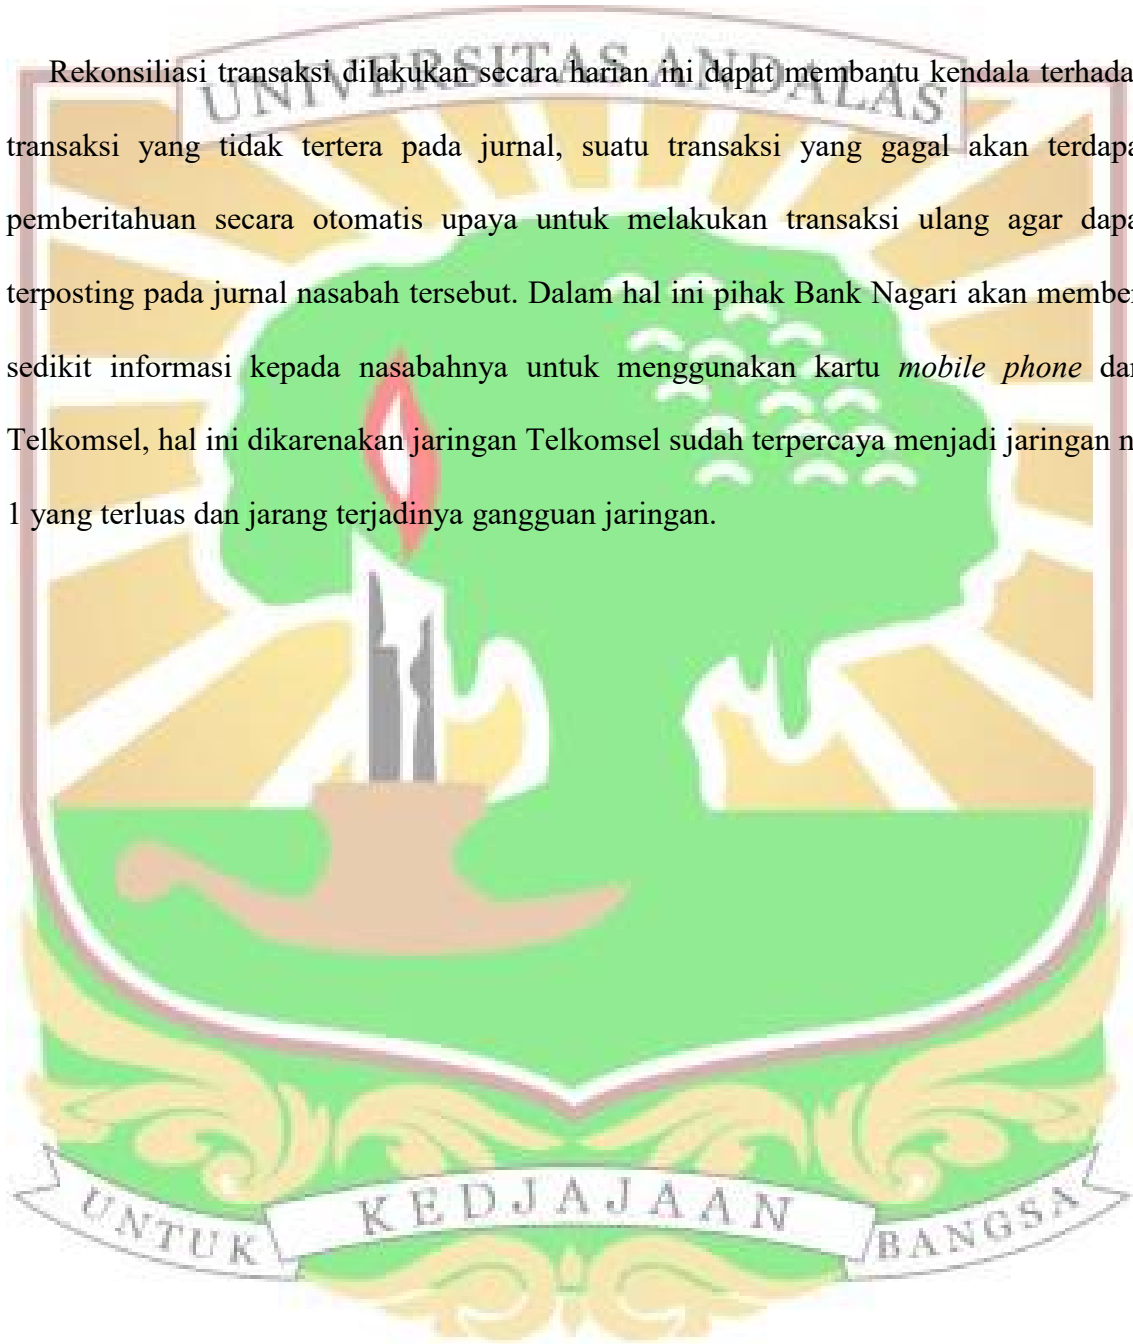 UNIVERSITAS ANDALAS
Rekonsiliasi transaksi dilakukan secara harian ini dapat membantu kendala terhada
transaksi yang tidak tertera pada jurnal, suatu transaksi yang gagal akan terdapa
pemberitahuan secara otomatis upaya untuk melakukan transaksi ulang agar dapa
terposting pada jurnal nasabah tersebut. Dalam hal ini pihak Bank Nagari akan member
sedikit informasi kepada nasabahnya untuk menggunakan kartu mobile phone dar
Telkomsel, hal ini dikarenakan jaringan Telkomsel sudah terpercaya menjadi jaringan n
1 yang terluas dan jarang terjadinya gangguan jaringan.
UNTUK KEDJAJAAN BANGSA